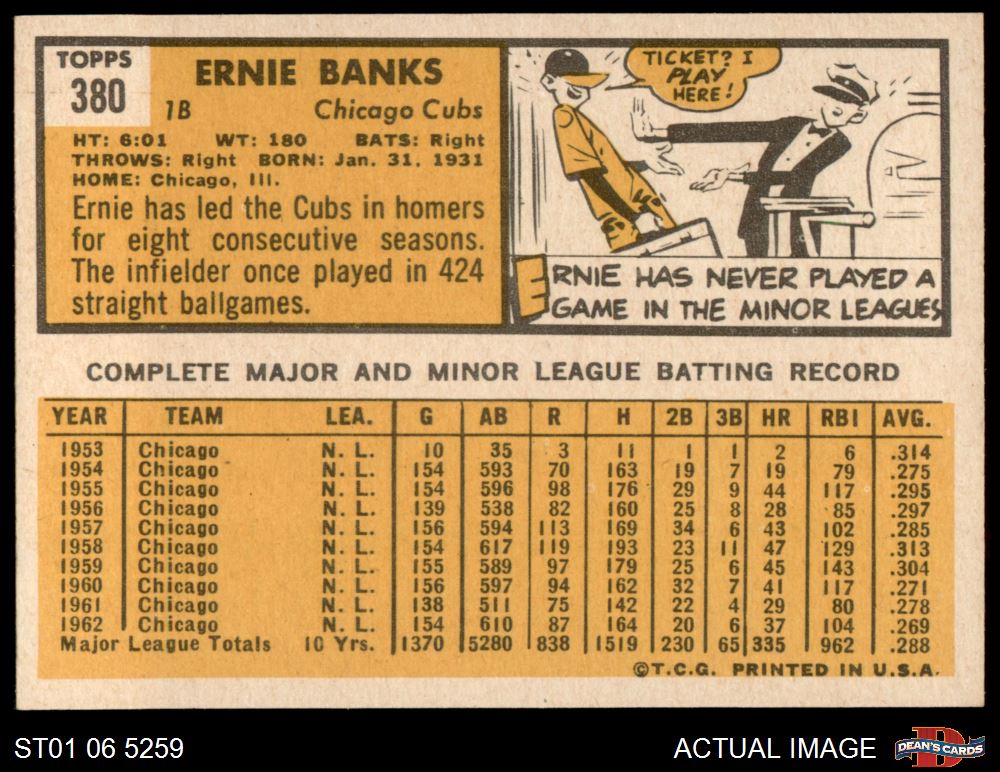 TOPPS
380
ERNIE BANKS
1B Chicago Cubs
HT: 6:01 WT: 180 BATS: Right
THROWS: Right BORN: Jan. 31, 1931
HOME: Chicago, Ill.
Ernie has led the Cubs in homers
for eight consecutive seasons.
The infielder once played in 424
straight ballgames.
TICKET? I
PLAY
HERE!
ERNIE HAS NEVER PLAYED A
GAME IN THE MINOR LEAGUES
COMPLETE MAJOR AND MINOR LEAGUE BATTING RECORD
YEAR TEAM LEA. G AB R H 2B 3B HR RBI AVG.
1953 Chicago N. L. 10 35 3 11 1 1 2 6 .314
1954 Chicago N. L. 154 593 70 163 19 7 19 79 .275
1955 Chicago N. L. 154 596 98 176 29 9 44 117 .295
1956 Chicago N. L. 139 538 82 160 25 8 28 85 .297
1957 Chicago N. L. 156 594 113 169 34 6 43 102 .285
1958 Chicago N. L. 154 617 119 193 23 11 47 129 .313
1959 Chicago N. L. 155 589 97 179 25 6 45 143 .304
1960 Chicago N. L. 156 597 94 162 32 7 41 117 .271
1961 Chicago N. L. 138 511 75 142 22 4 29 80 .278
1962 Chicago N. L. 154 610 87 164 20 6 37 104 .269
Major League Totals 10 Yrs. 1370 5280 838 1519 230 65 335 962 .288
©T.C.G. PRINTED IN U.S.A.
ST01 06 5259
ACTUAL IMAGE
D
DEAN'S CARDS